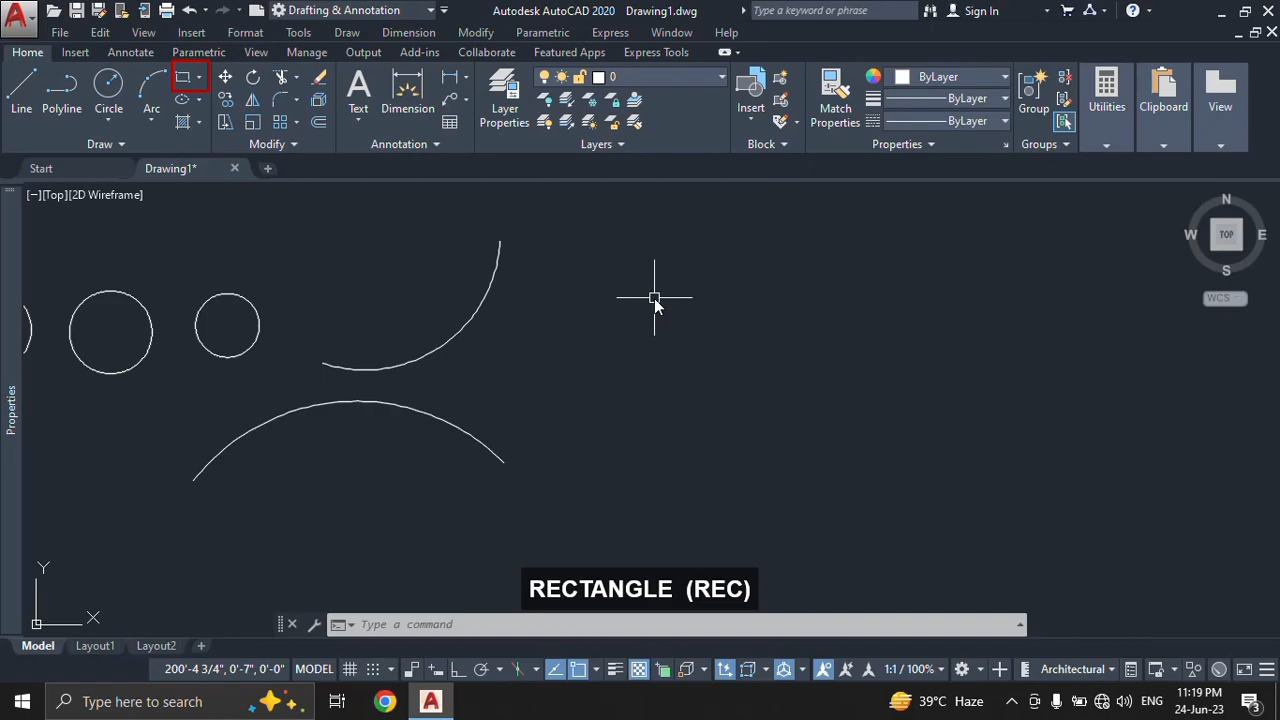 Drafting & Annotation
Autodesk AutoCAD 2020 Drawing1.dwg
Type a keyword or phrase
Sign In
File Edit View Insert Format Tools Draw Dimension Modify Parametric Express Window Help
Home Insert Annotate Parametric View Manage Output Add-ins Collaborate Featured Apps Express Tools
Line
Polyline
Circle
Arc
Text
Dimension
Layer
Properties
0
Insert
Match
Properties
ByLayer
ByLayer
ByLayer
Group
Utilities
Clipboard
View
Draw
Modify
Annotation
Layers
Block
Properties
Groups
Start
Drawing1*
[−][Top][2D Wireframe]
N
W
TOP
E
S
WCS
Properties
Y
X
RECTANGLE (REC)
Type a command
Model Layout1 Layout2
200'-4 3/4", 0'-7", 0'-0" MODEL
1:1 / 100%
Architectural
Type here to search
39°C Haze
ENG
11:19 PM
24-Jun-23
3